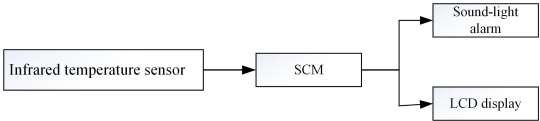 Sound-light
alarm
Infrared temperature sensor
SCM
LCD display